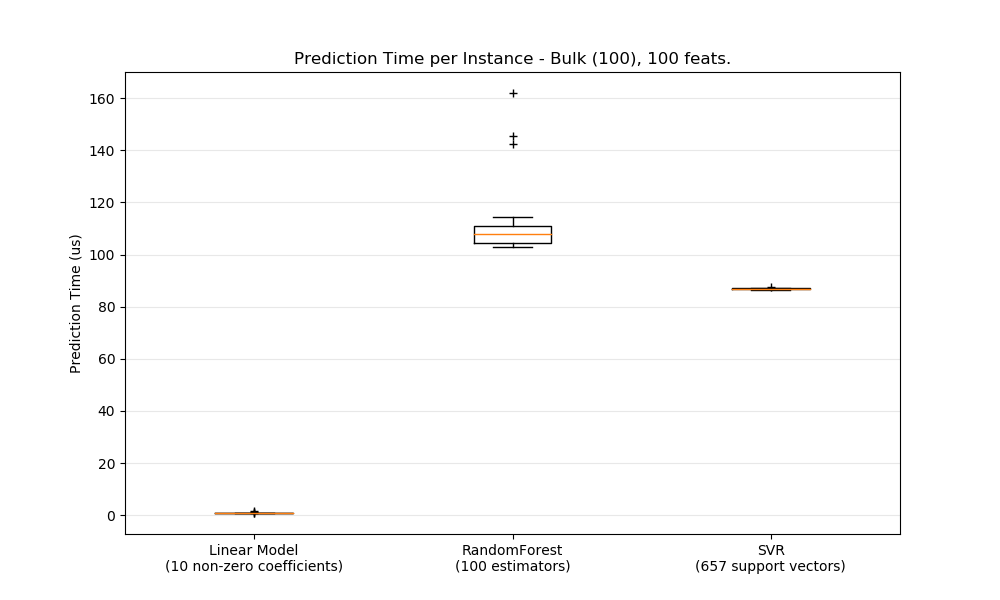 Prediction Time per Instance - Bulk (100), 100 feats.
Prediction Time (us)
160
140
120
100
80
60
40
20
0
Linear Model
(10 non-zero coefficients)
RandomForest
(100 estimators)
SVR
(657 support vectors)